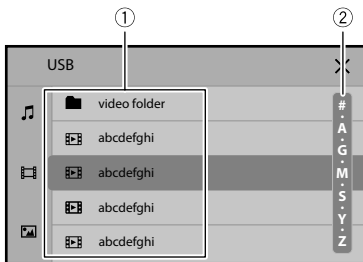 ① ②
USB
video folder
abcdefghi
abcdefghi
abcdefghi
abcdefghi
#
·
A
·
G
·
M
·
S
·
Y
·
Z